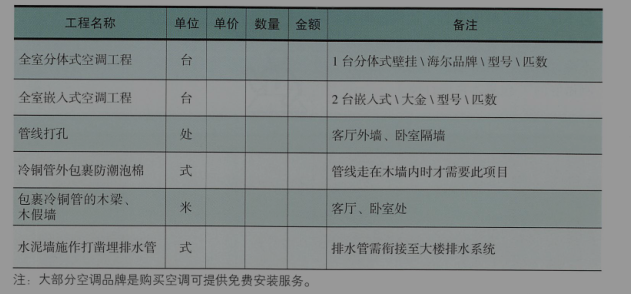 工程名称 单位 单价 数量 金额 备注
全室分体式空调工程 台 1台分体式壁挂\海尔品牌\型号\匹数
全室嵌入式空调工程 台 2台嵌入式\大金\型号\匹数
管线打孔 处 客厅外墙、卧室隔墙
冷铜管外包裹防潮泡棉 式 管线走在木墙内时才需要此项目
包裹冷铜管的木梁、
木假墙 米 客厅、卧室处
水泥墙施作打凿埋排水管 式 排水管需衔接至大楼排水系统
注：大部分空调品牌是购买空调可提供免费安装服务。